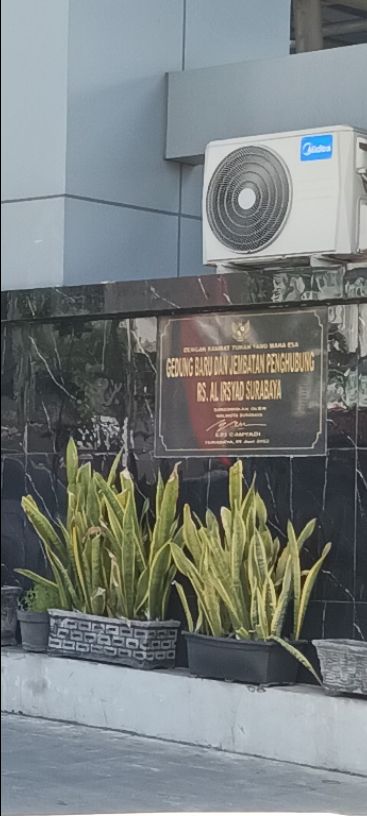 Midea
DENGAN RAHMAT TUHAN YANG MAHA ESA
GEDUNG BARU DAN JEMBATAN PENGHUBUNG
RS. AL IRSYAD SURABAYA
DIRESMIKAN OLEH
WALIKOTA SURABAYA
ERI CAHYADI
SURABAYA,